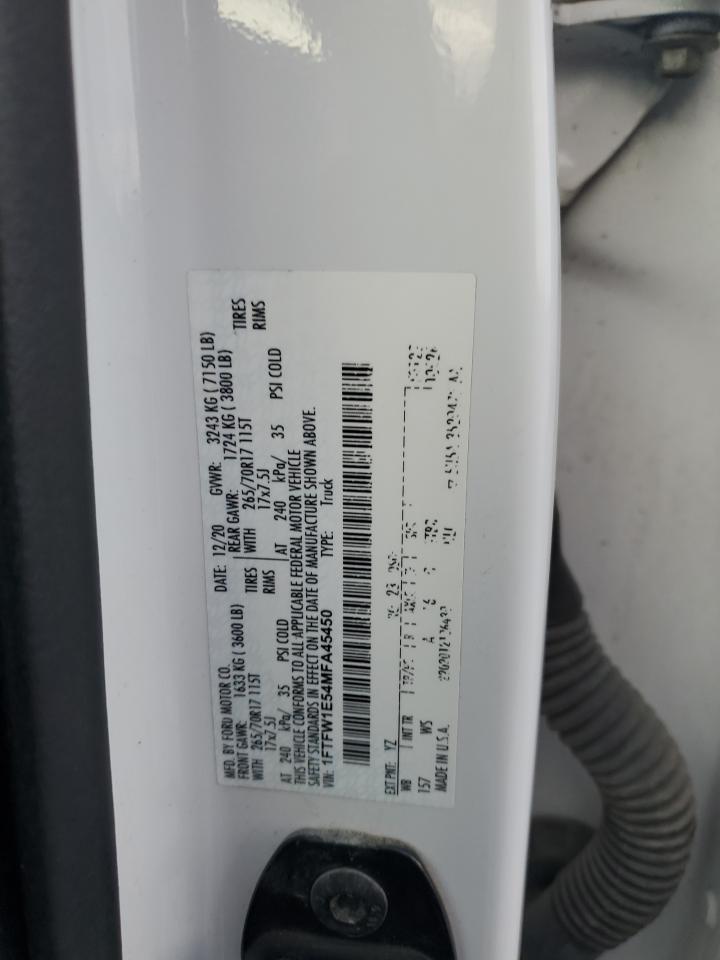 MFD. BY FORD MOTOR CO.
DATE: 12/20 GVWR: 3243 KG ( 7150 LB)
FRONT GAWR: 1633 KG ( 3600 LB) REAR GAWR: 1724 KG ( 3800 LB)
WITH 265/70R17 115T TIRES WITH 265/70R17 115T TIRES
17x7.5J RIMS 17x7.5J RIMS
AT 240 kPa/ 35 PSI COLD AT 240 kPa/ 35 PSI COLD
THIS VEHICLE CONFORMS TO ALL APPLICABLE FEDERAL MOTOR VEHICLE
SAFETY STANDARDS IN EFFECT ON THE DATE OF MANUFACTURE SHOWN ABOVE.
VIN: 1FTFW1E54MFA45450 TYPE: Truck
EXT PNT: YZ
WB INT TR
157 WS A
MADE IN U.S.A.